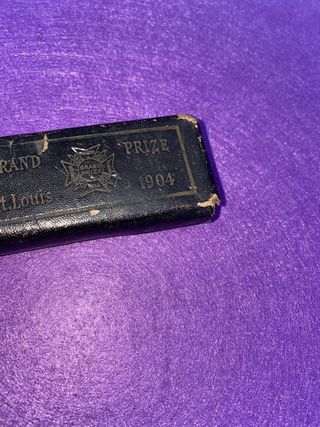 RAND PRIZE
t. Louis 1904